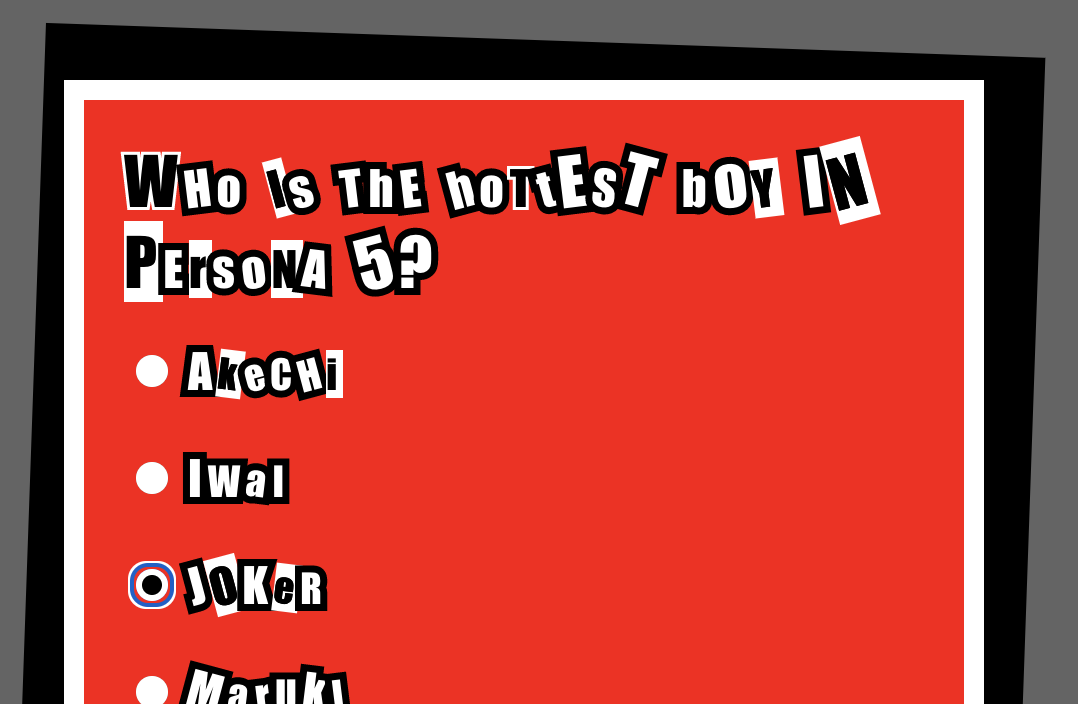 Who Is ThE hoTtEsT bOY IN
PErsoNA 5?
AkeCHi
IwaI
JOKeR
MarukI